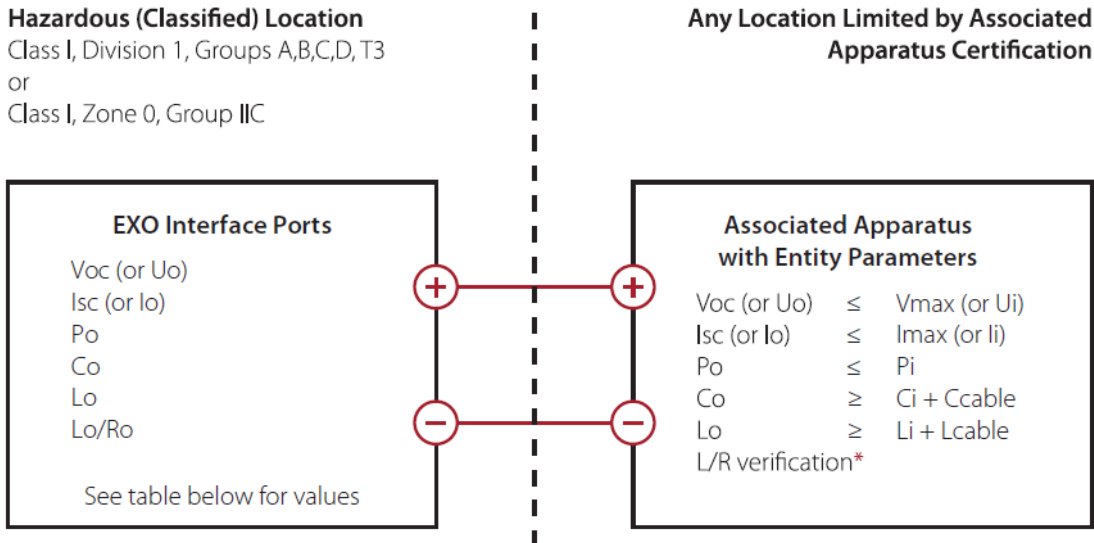 Hazardous (Classified) Location
Class I, Division 1, Groups A,B,C,D, T3
or
Class I, Zone 0, Group IIC
Any Location Limited by Associated
Apparatus Certification
EXO Interface Ports
Voc (or Uo)
Isc (or Io)
Po
Co
Lo
Lo/Ro
See table below for values
+
−
+
−
Associated Apparatus
with Entity Parameters
Voc (or Uo) ≤ Vmax (or Ui)
Isc (or Io) ≤ Imax (or Ii)
Po ≤ Pi
Co ≥ Ci + Ccable
Lo ≥ Li + Lcable
L/R verification*